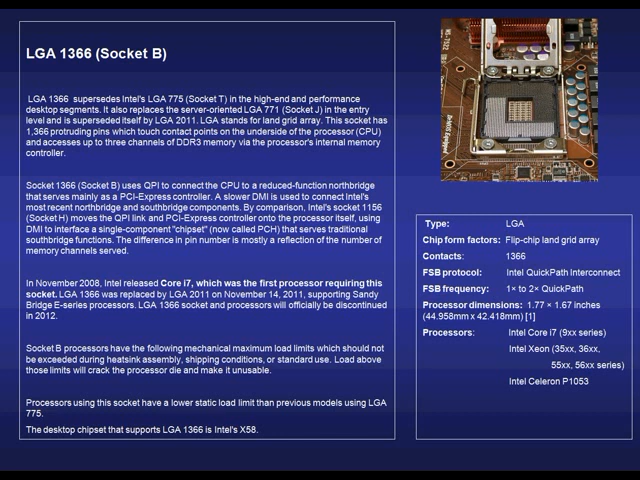 LGA 1366 (Socket B)
LGA 1366 supersedes Intel's LGA 775 (Socket T) in the high-end and performance
desktop segments. It also replaces the server-oriented LGA 771 (Socket J) in the entry
level and is superseded itself by LGA 2011. LGA stands for land grid array. This socket has
1,366 protruding pins which touch contact points on the underside of the processor (CPU)
and accesses up to three channels of DDR3 memory via the processor's internal memory
controller.
Socket 1366 (Socket B) uses QPI to connect the CPU to a reduced-function northbridge
that serves mainly as a PCI-Express controller. A slower DMI is used to connect Intel's
most recent northbridge and southbridge components. By comparison, Intel's socket 1156
(Socket H) moves the QPI link and PCI-Express controller onto the processor itself, using
DMI to interface a single-component "chipset" (now called PCH) that serves traditional
southbridge functions. The difference in pin number is mostly a reflection of the number of
memory channels served.
In November 2008, Intel released Core i7, which was the first processor requiring this
socket. LGA 1366 was replaced by LGA 2011 on November 14, 2011, supporting Sandy
Bridge E-series processors. LGA 1366 socket and processors will officially be discontinued
in 2012.
Socket B processors have the following mechanical maximum load limits which should not
be exceeded during heatsink assembly, shipping conditions, or standard use. Load above
those limits will crack the processor die and make it unusable.
Processors using this socket have a lower static load limit than previous models using LGA
775.
The desktop chipset that supports LGA 1366 is Intel's X58.
Type: LGA
Chip form factors: Flip-chip land grid array
Contacts: 1366
FSB protocol: Intel QuickPath Interconnect
FSB frequency: 1× to 2× QuickPath
Processor dimensions: 1.77 × 1.67 inches
(44.958mm x 42.418mm) [1]
Processors: Intel Core i7 (9xx series)
Intel Xeon (35xx, 36xx,
55xx, 56xx series)
Intel Celeron P1053